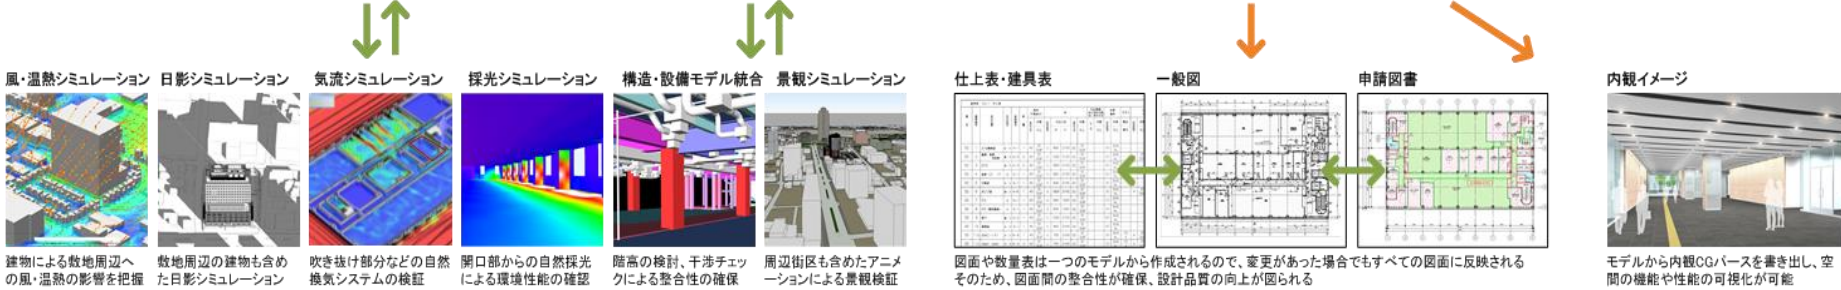 風・温熱シミュレーション
日影シミュレーション
気流シミュレーション
採光シミュレーション
構造・設備モデル統合
景観シミュレーション
仕上表・建具表
一般図
申請図書
内観イメージ
建物による敷地周辺へ
の風・温熱の影響を把握
敷地周辺の建物も含め
た日影シミュレーション
吹き抜け部分などの自然
換気システムの検証
開口部からの自然採光
による環境性能の確認
階高の検討、干渉チェッ
クによる整合性の確保
周辺街区も含めたアニメ
ーションによる景観検証
図面や数量表は一つのモデルから作成されるので、変更があった場合でもすべての図面に反映される
そのため、図面間の整合性が確保、設計品質の向上が図られる
モデルから内観CGパースを書き出し、空
間の機能や性能の可視化が可能